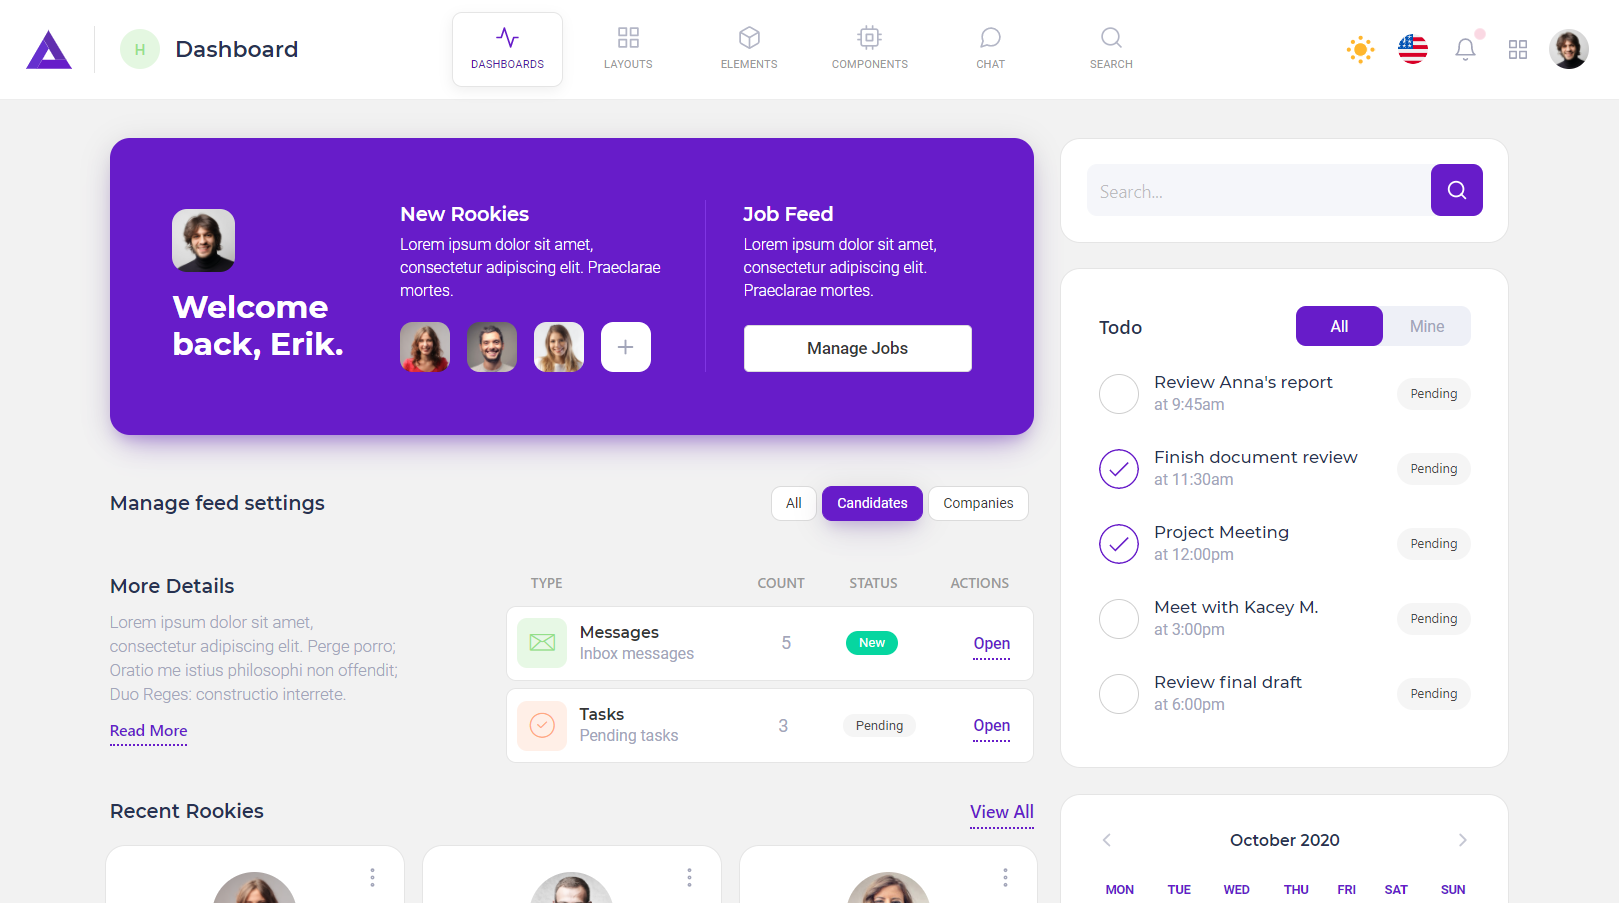 H
Dashboard
DASHBOARDS
LAYOUTS
ELEMENTS
COMPONENTS
CHAT
SEARCH
Welcome
back, Erik.
New Rookies
Lorem ipsum dolor sit amet,
consectetur adipiscing elit. Praeclarae
mortes.
Job Feed
Lorem ipsum dolor sit amet,
consectetur adipiscing elit.
Praeclarae mortes.
Manage Jobs
Manage feed settings
All
Candidates
Companies
More Details
Lorem ipsum dolor sit amet,
consectetur adipiscing elit. Perge porro;
Oratio me istius philosophi non offendit;
Duo Reges: constructio interrete.
Read More
TYPE COUNT STATUS ACTIONS
Messages
Inbox messages
5
New
Open
Tasks
Pending tasks
3
Pending
Open
Recent Rookies
View All
Search...
Todo
All
Mine
Review Anna's report
at 9:45am
Pending
Finish document review
at 11:30am
Pending
Project Meeting
at 12:00pm
Pending
Meet with Kacey M.
at 3:00pm
Pending
Review final draft
at 6:00pm
Pending
October 2020
MON TUE WED THU FRI SAT SUN